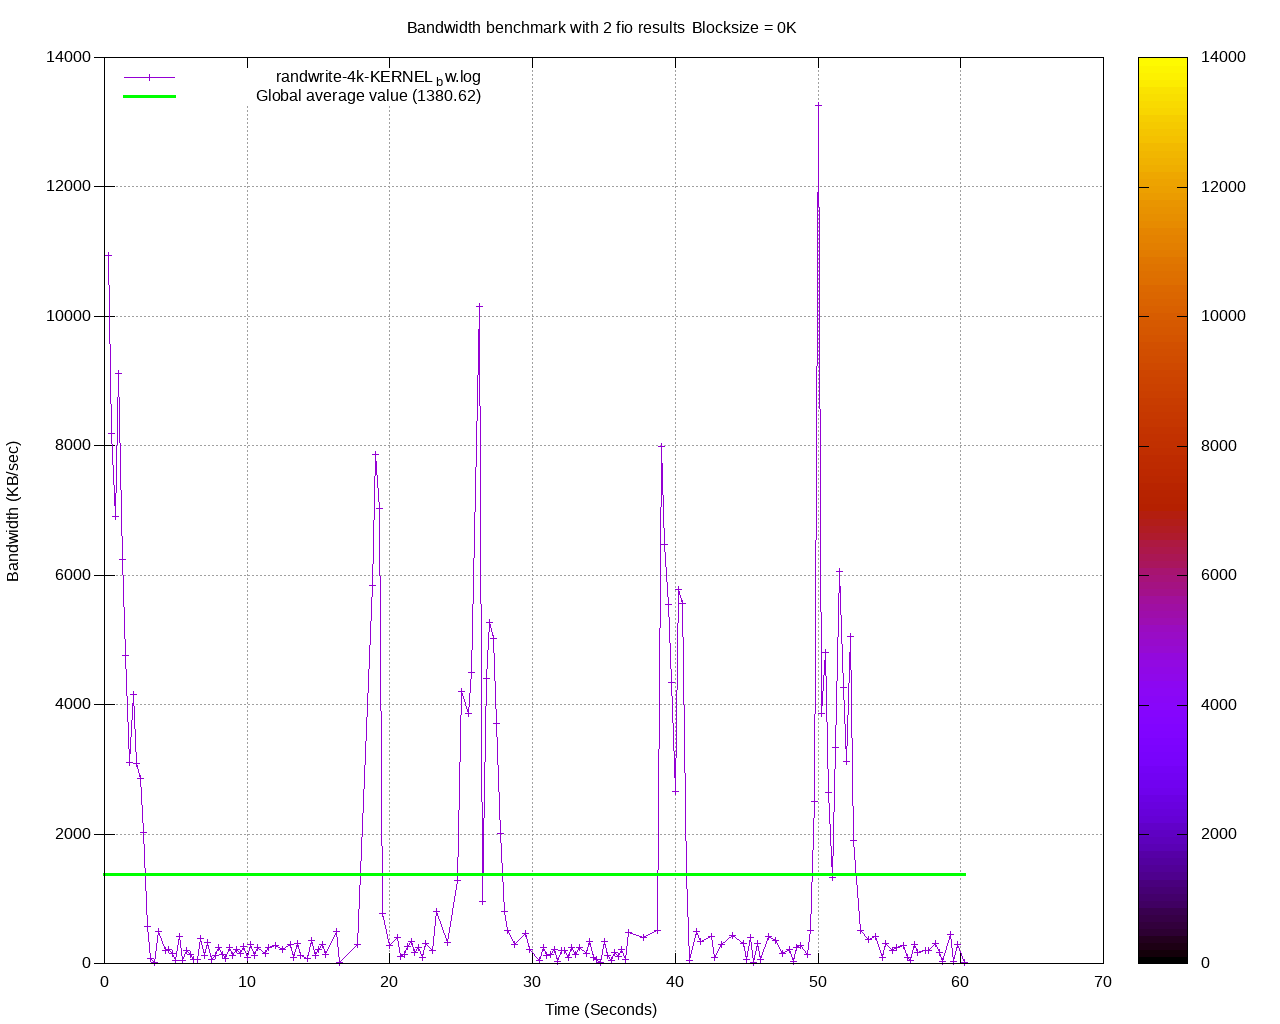 Bandwidth benchmark with 2 fio results Blocksize = 0K
randwrite-4k-KERNEL_bw.log
Global average value (1380.62)
Bandwidth (KB/sec)
14000
12000
10000
8000
6000
4000
2000
0
0 10 20 30 40 50 60 70
Time (Seconds)
14000
12000
10000
8000
6000
4000
2000
0